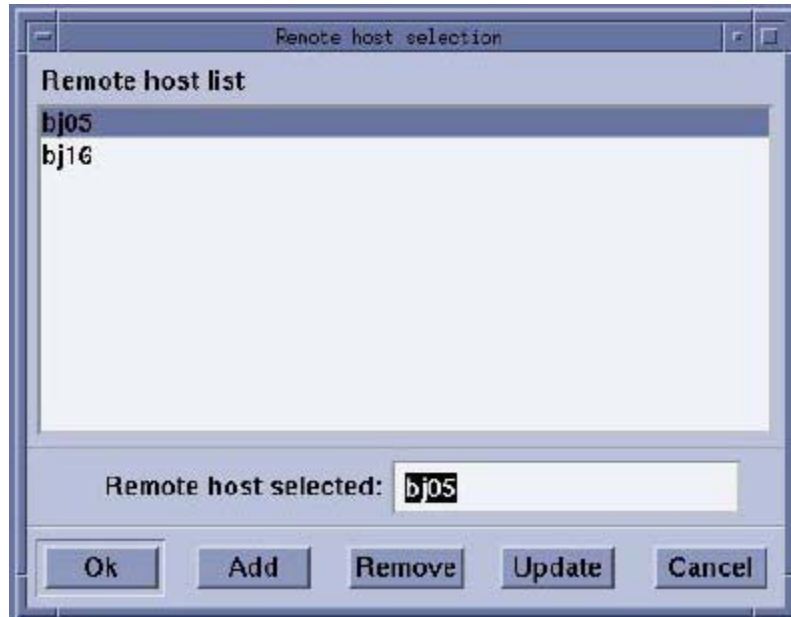 Remote host selection
Remote host list
bj05
bj16
Remote host selected: bj05
Ok Add Remove Update Cancel